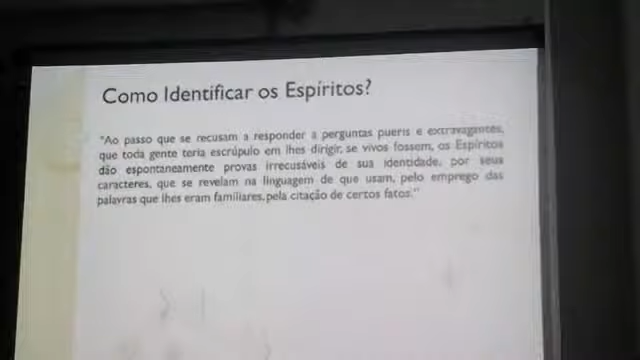 Como Identificar os Espíritos?
"Ao passo que se recusam a responder a perguntas pueris e extravagantes,
que toda gente teria escrúpulo em lhes dirigir, se vivos fossem, os Espíritos
dão espontaneamente provas irrecusáveis de sua identidade, por seus
caracteres, que se revelam na linguagem de que usam, pelo emprego das
palavras que lhes eram familiares, pela citação de certos fatos."